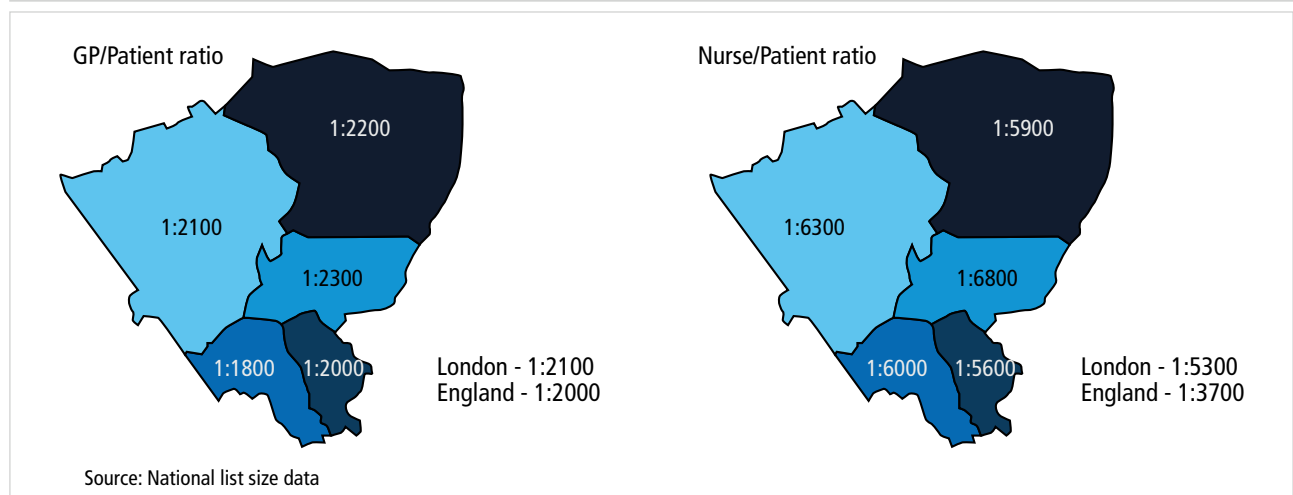 GP/Patient ratio
1:2200
1:2100
1:2300
1:1800
1:2000
London - 1:2100
England - 1:2000
Nurse/Patient ratio
1:5900
1:6300
1:6800
1:6000
1:5600
London - 1:5300
England - 1:3700
Source: National list size data